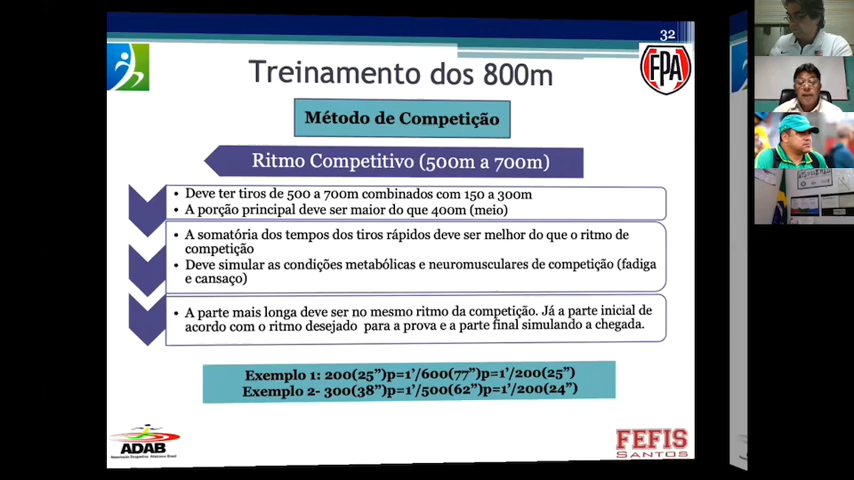 32
Treinamento dos 800m
FPA
Método de Competição
Ritmo Competitivo (500m a 700m)
• Deve ter tiros de 500 a 700m combinados com 150 a 300m
• A porção principal deve ser maior do que 400m (meio)
• A somatória dos tempos dos tiros rápidos deve ser melhor do que o ritmo de
competição
• Deve simular as condições metabólicas e neuromusculares de competição (fadiga
e cansaço)
• A parte mais longa deve ser no mesmo ritmo da competição. Já a parte inicial de
acordo com o ritmo desejado para a prova e a parte final simulando a chegada.
Exemplo 1: 200(25”)p=1’/600(77”)p=1’/200(25”)
Exemplo 2- 300(38”)p=1’/500(62”)p=1’/200(24”)
ADAB
FEFIS
SANTOS